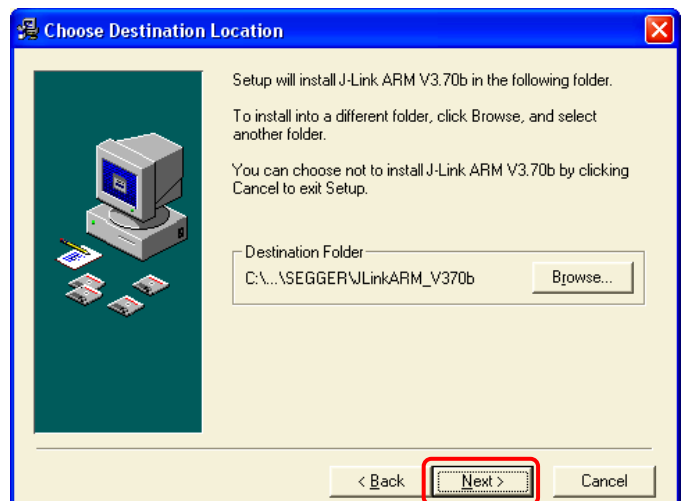 Choose Destination Location
Setup will install J-Link ARM V3.70b in the following folder.
To install into a different folder, click Browse, and select
another folder.
You can choose not to install J-Link ARM V3.70b by clicking
Cancel to exit Setup.
Destination Folder
C:\...\SEGGER\JLinkARM_V370b
Browse...
< Back
Next >
Cancel